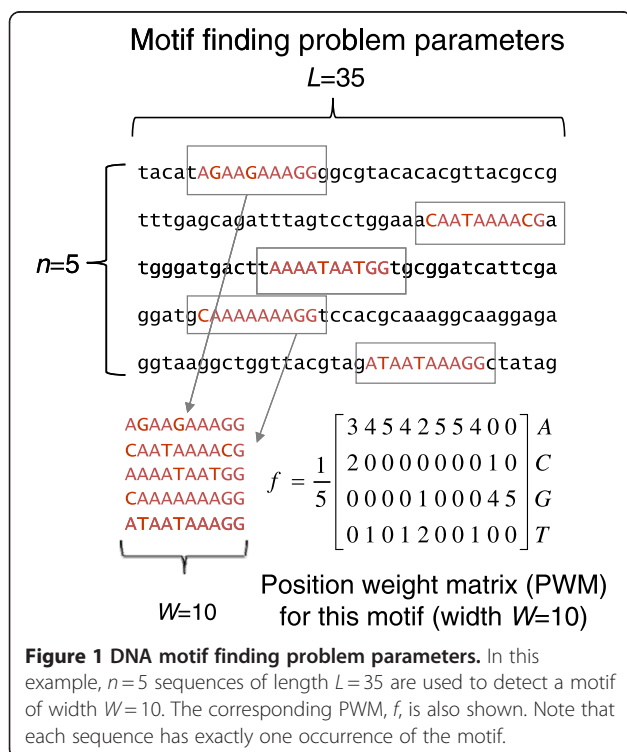 Motif finding problem parameters
L=35
n=5
tacatAGAAGAAAGGggcgtacacacgttacgccg
tttgagcagatttagtcctggaaaCAATAAAACGa
tgggatgacttAAAATAATGGtgcggatcattcga
ggatgCAAAAAAAGGtccacgcaaaggcaaggaga
ggtaaggctggttacgtagATAATAAAGGctatag
AGAAGAAAGG
CAATAAAACG
AAAATAATGG
CAAAAAAAGG
ATAATAAAGG
W=10
f = 1/5
3 4 5 4 2 5 5 4 0 0 A
2 0 0 0 0 0 0 0 1 0 C
0 0 0 0 1 0 0 0 4 5 G
0 1 0 1 2 0 0 1 0 0 T
Position weight matrix (PWM)
for this motif (width W=10)
Figure 1 DNA motif finding problem parameters. In this
example, n = 5 sequences of length L = 35 are used to detect a motif
of width W = 10. The corresponding PWM, f, is also shown. Note that
each sequence has exactly one occurrence of the motif.